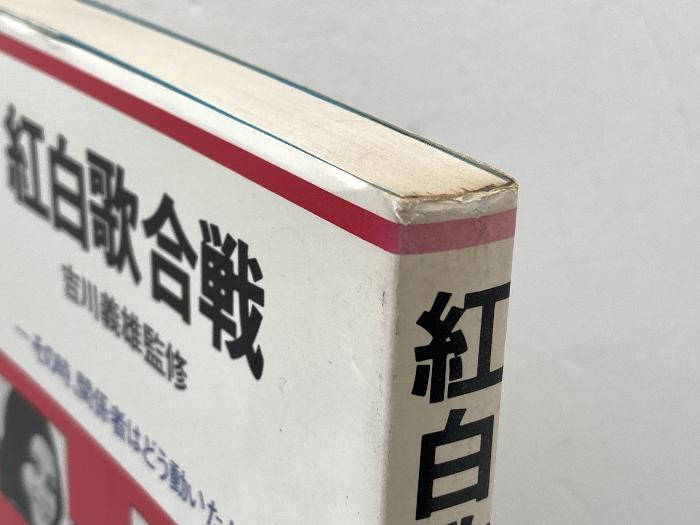 紅白歌合戦
吉川義雄監修
―その時、関係者はどう動いた
紅白